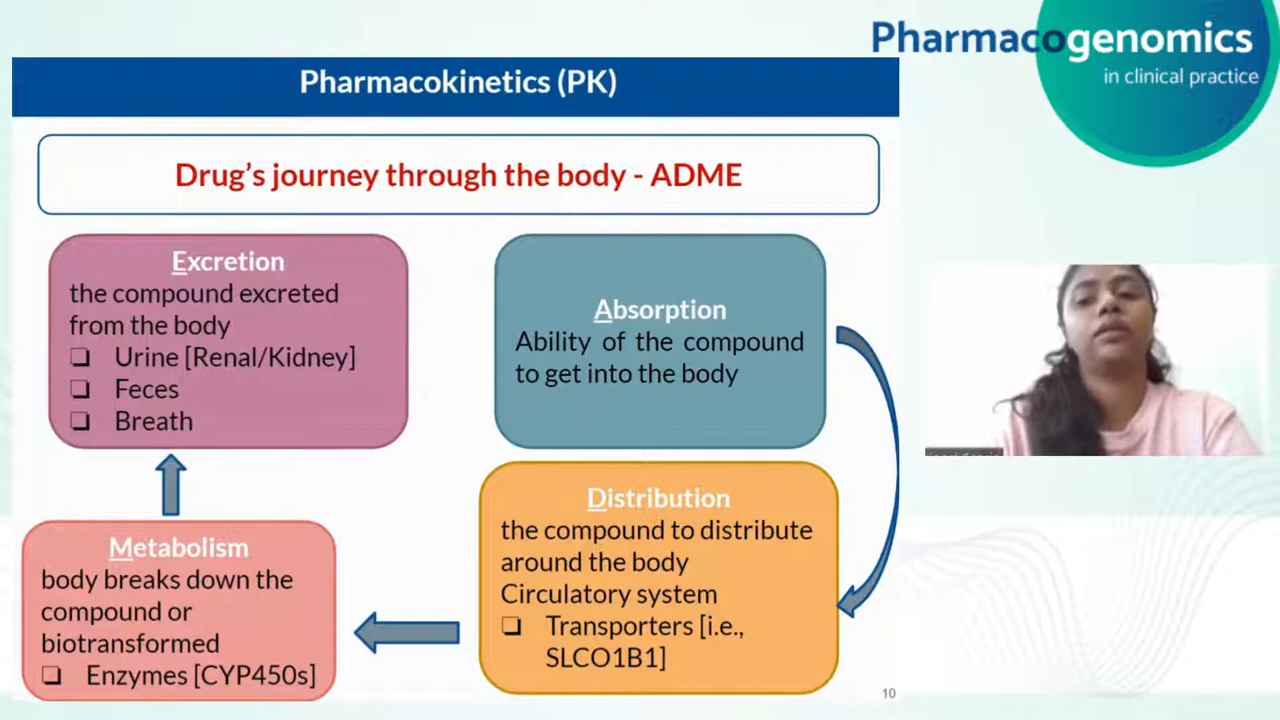 Pharmacogenomics
in clinical practice
Pharmacokinetics (PK)
Drug’s journey through the body - ADME
Excretion
the compound excreted
from the body
❑ Urine [Renal/Kidney]
❑ Feces
❑ Breath
Absorption
Ability of the compound
to get into the body
Distribution
the compound to distribute
around the body
Circulatory system
❑ Transporters [i.e.,
SLCO1B1]
Metabolism
body breaks down the
compound or
biotransformed
❑ Enzymes [CYP450s]
10